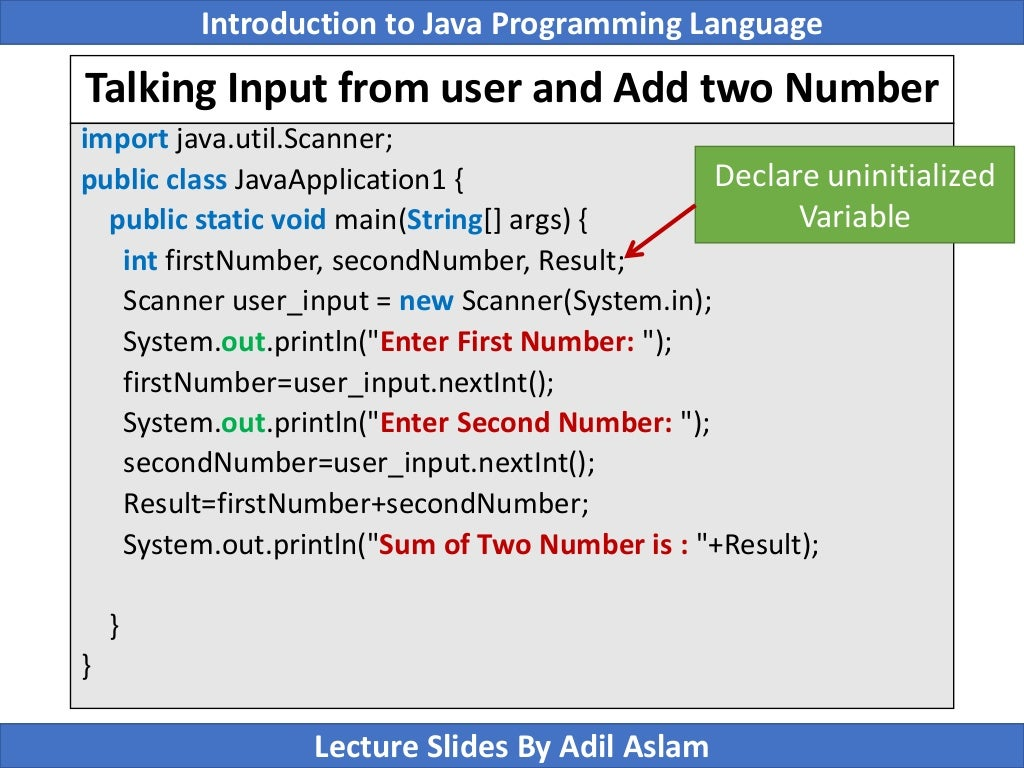 Introduction to Java Programming Language
Talking Input from user and Add two Number
import java.util.Scanner;
public class JavaApplication1 {
public static void main(String[] args) {
int firstNumber, secondNumber, Result;
Declare uninitialized
Variable
Scanner user_input = new Scanner(System.in);
System.out.println("Enter First Number: ");
firstNumber=user_input.nextInt();
System.out.println("Enter Second Number: ");
secondNumber=user_input.nextInt();
Result=firstNumber+secondNumber;
System.out.println("Sum of Two Number is : "+Result);
}
}
Lecture Slides By Adil Aslam